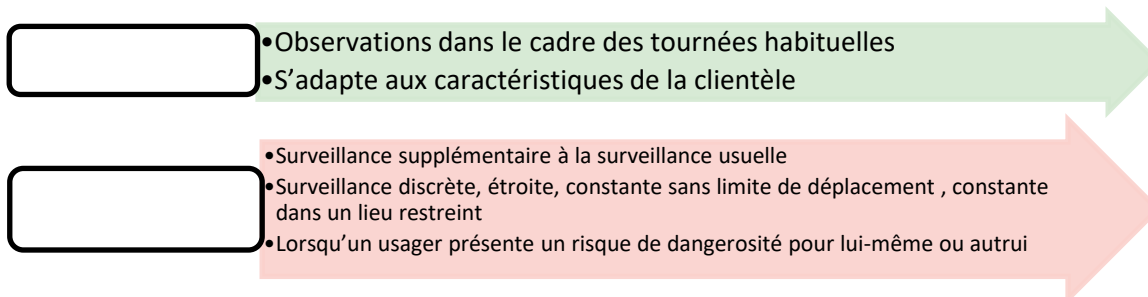 •Observations dans le cadre des tournées habituelles
•S’adapte aux caractéristiques de la clientèle
•Surveillance supplémentaire à la surveillance usuelle
•Surveillance discrète, étroite, constante sans limite de déplacement , constante
dans un lieu restreint
•Lorsqu’un usager présente un risque de dangerosité pour lui-même ou autrui